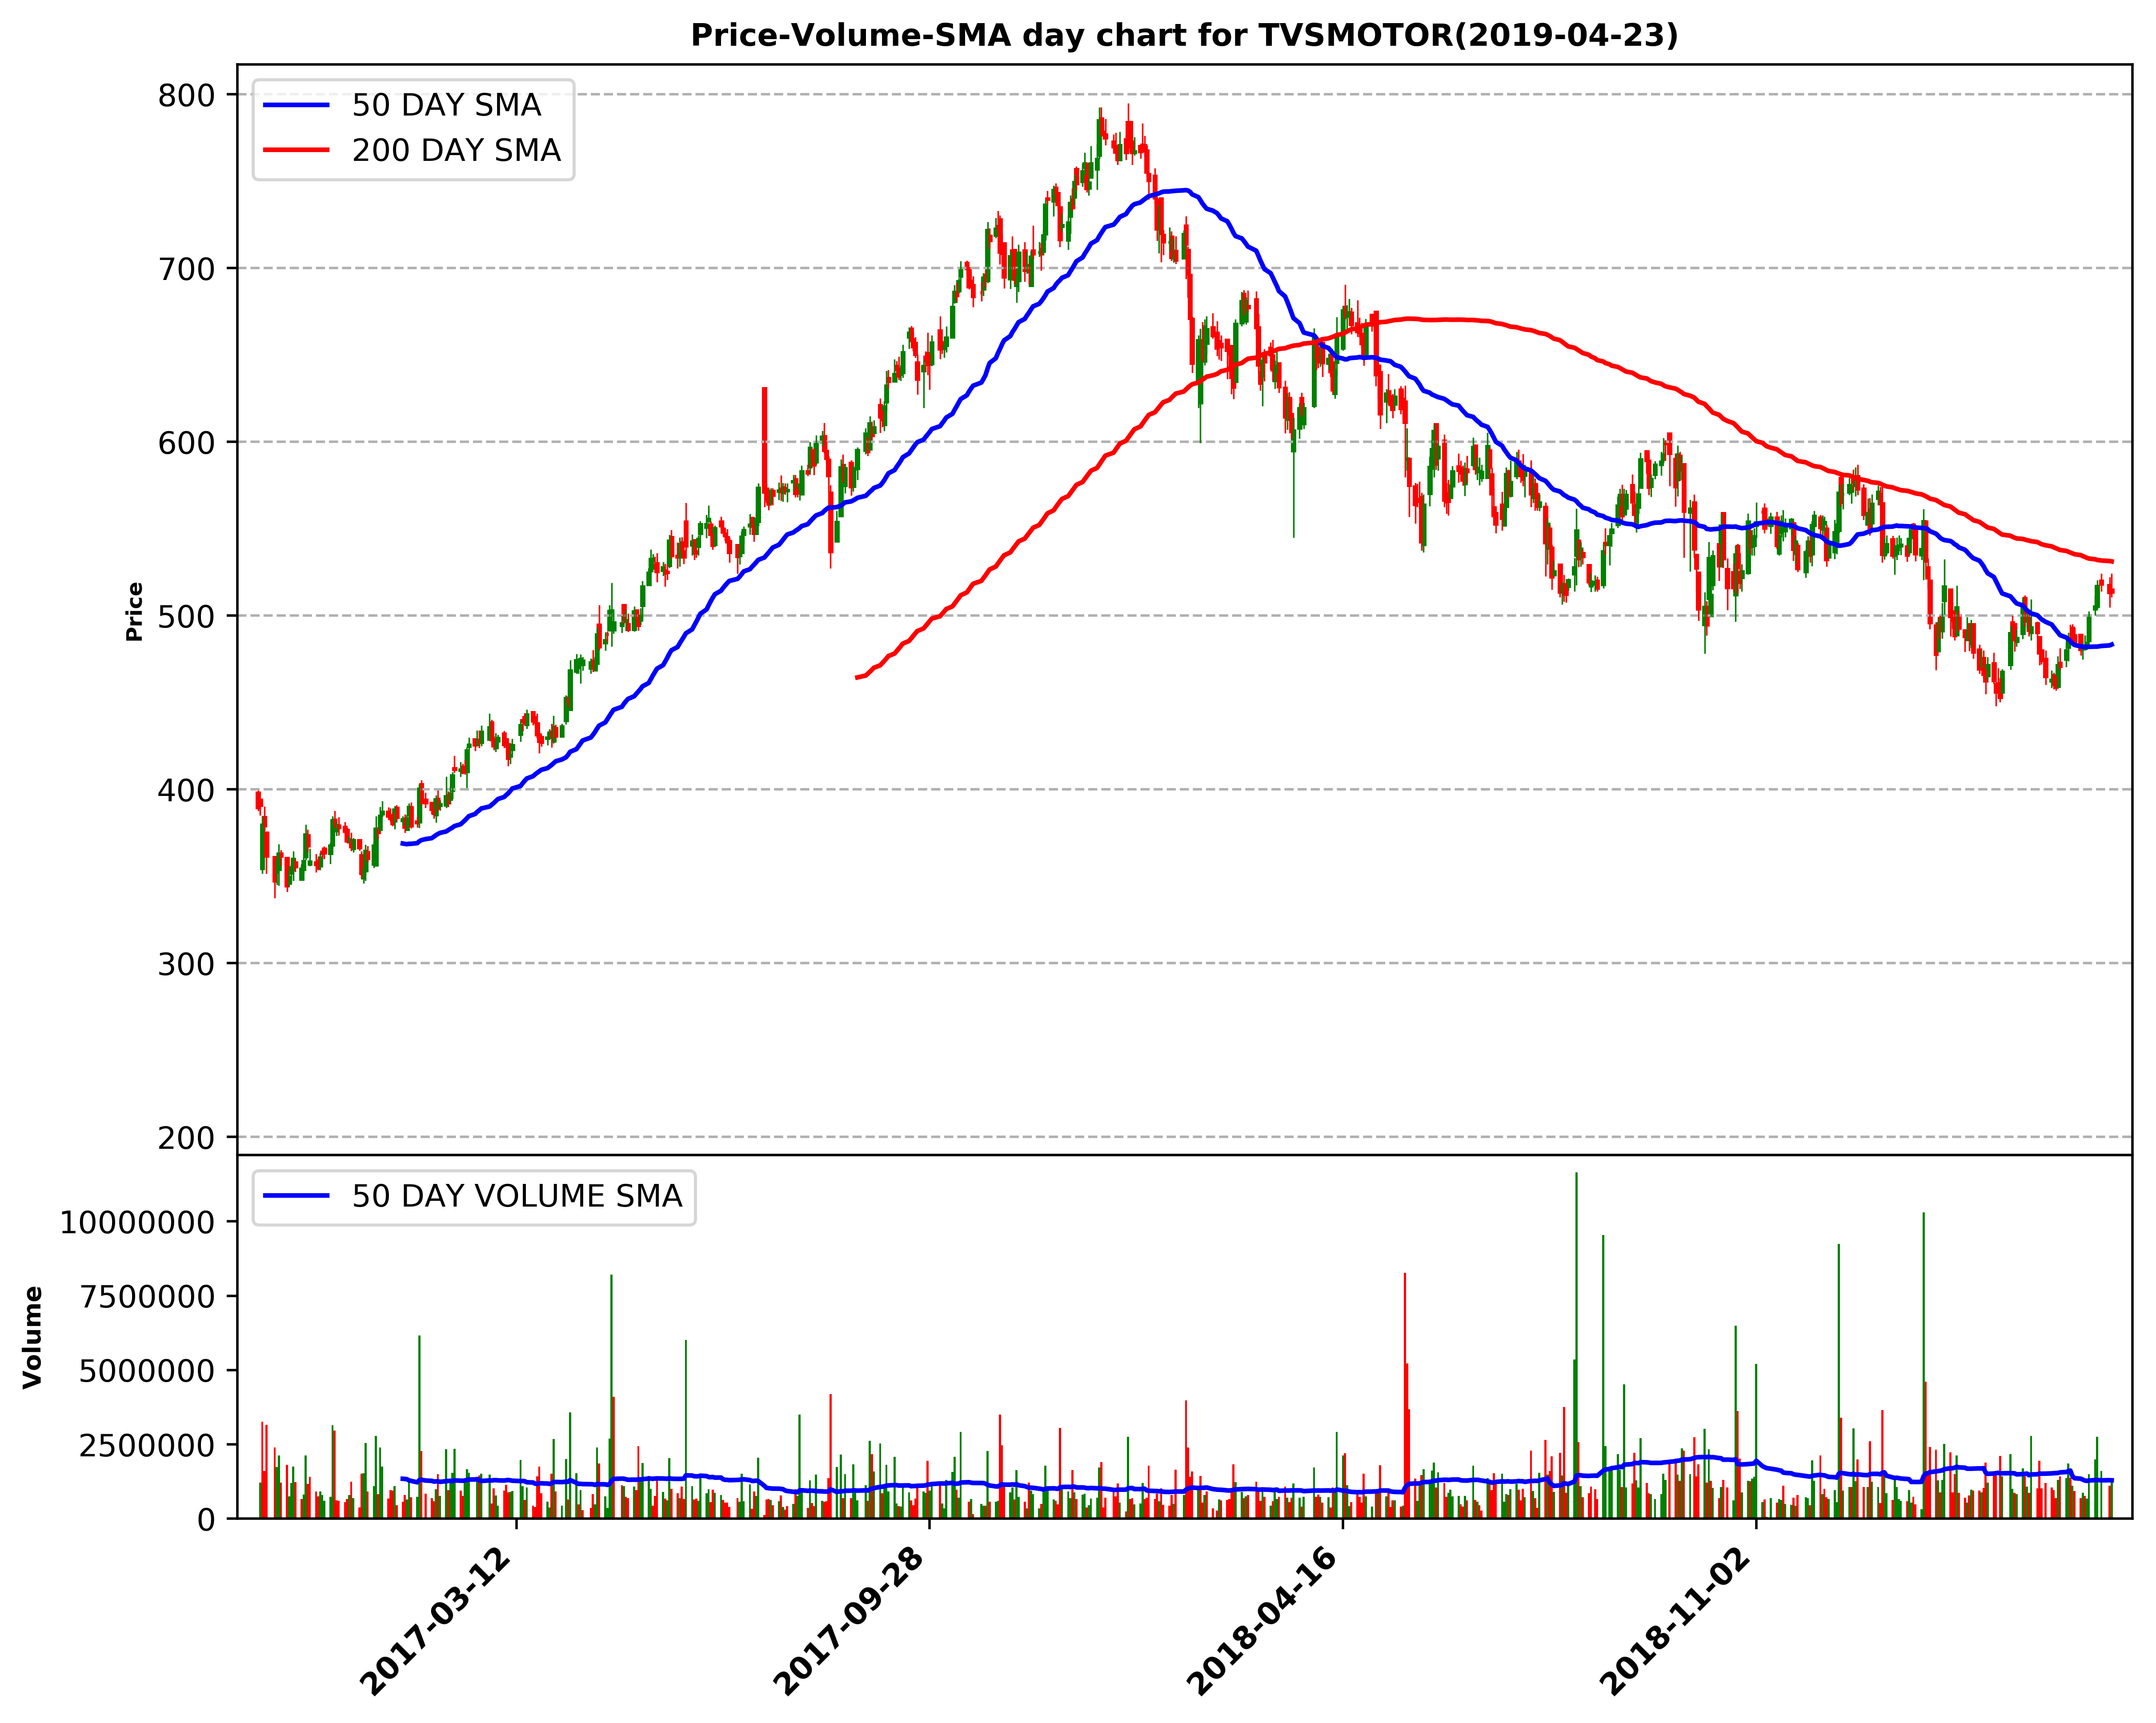 Price-Volume-SMA day chart for TVSMOTOR(2019-04-23)
50 DAY SMA
200 DAY SMA
800
700
600
500
400
300
200
Price
50 DAY VOLUME SMA
10000000
7500000
5000000
2500000
0
Volume
2017-03-12
2017-09-28
2018-04-16
2018-11-02